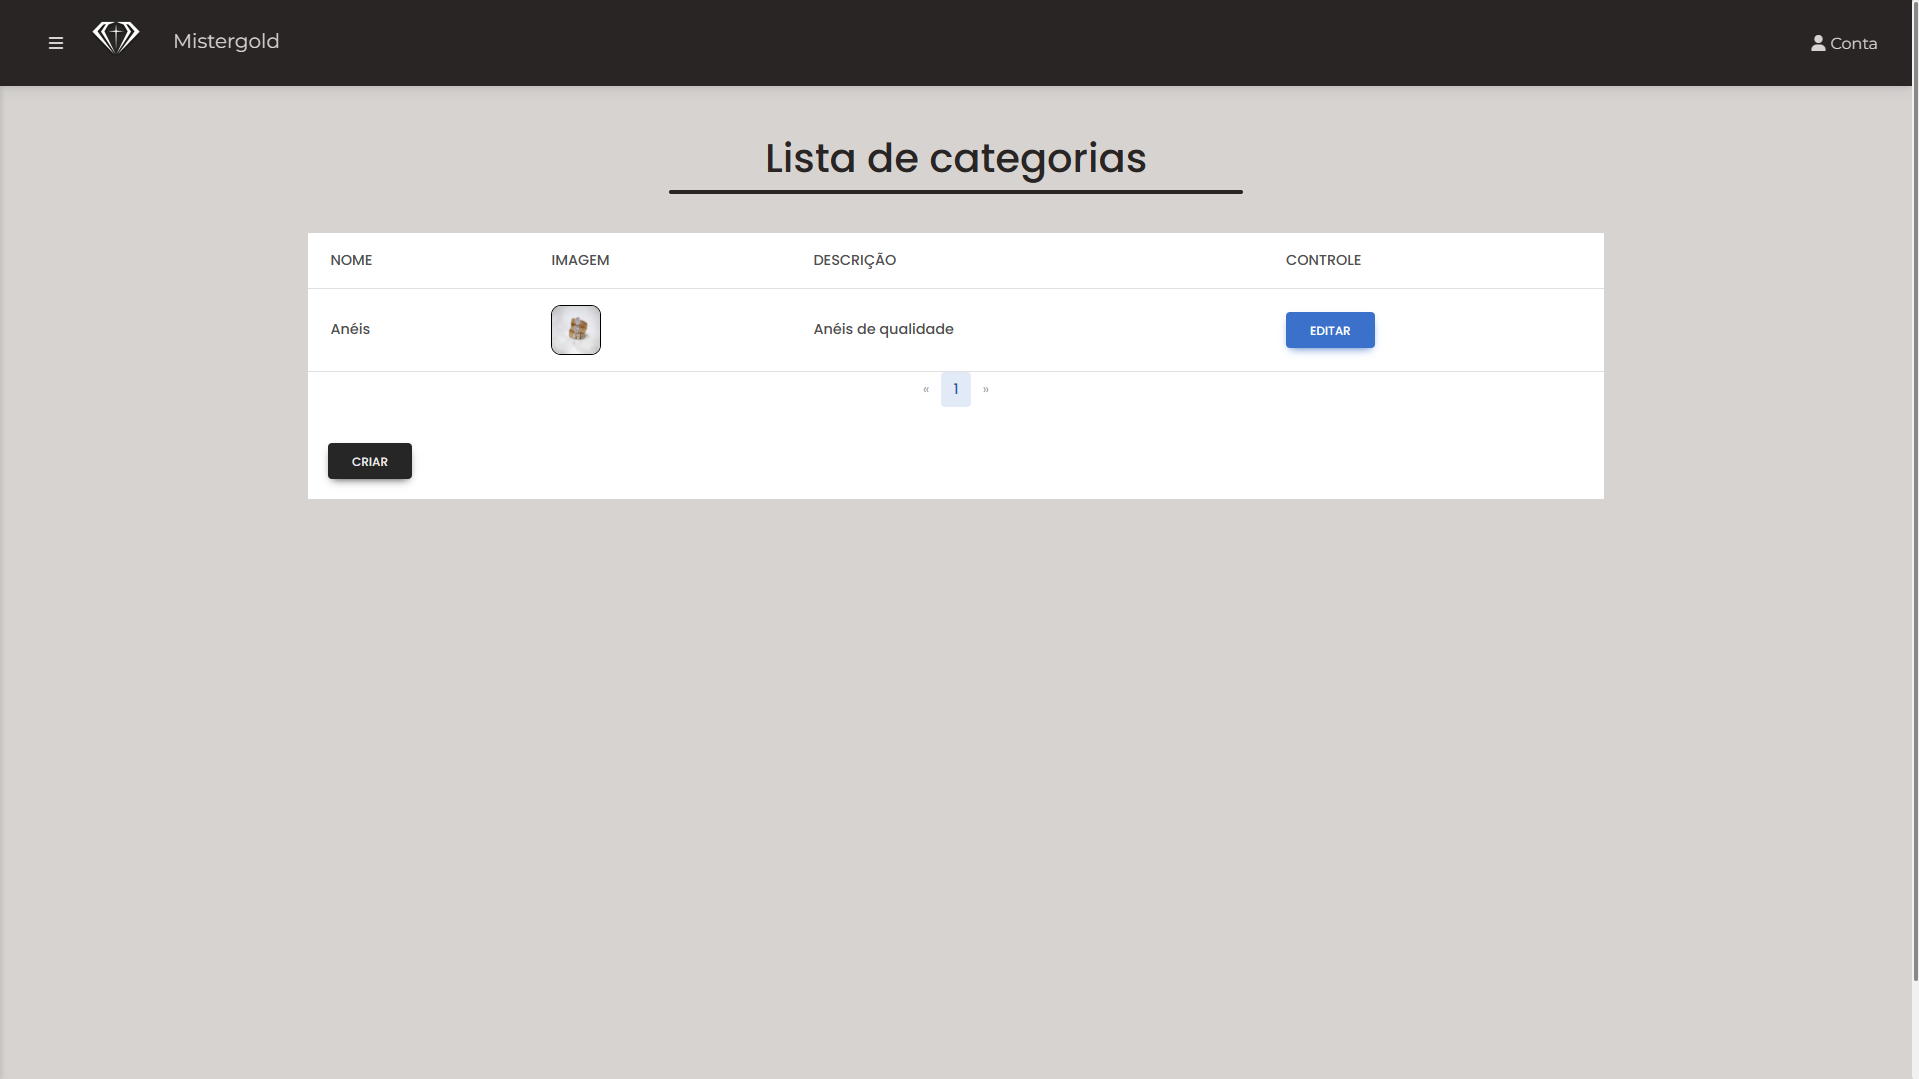 Mistergold
Conta
Lista de categorias
NOME IMAGEM DESCRIÇÃO CONTROLE
Anéis Anéis de qualidade EDITAR
« 1 »
CRIAR